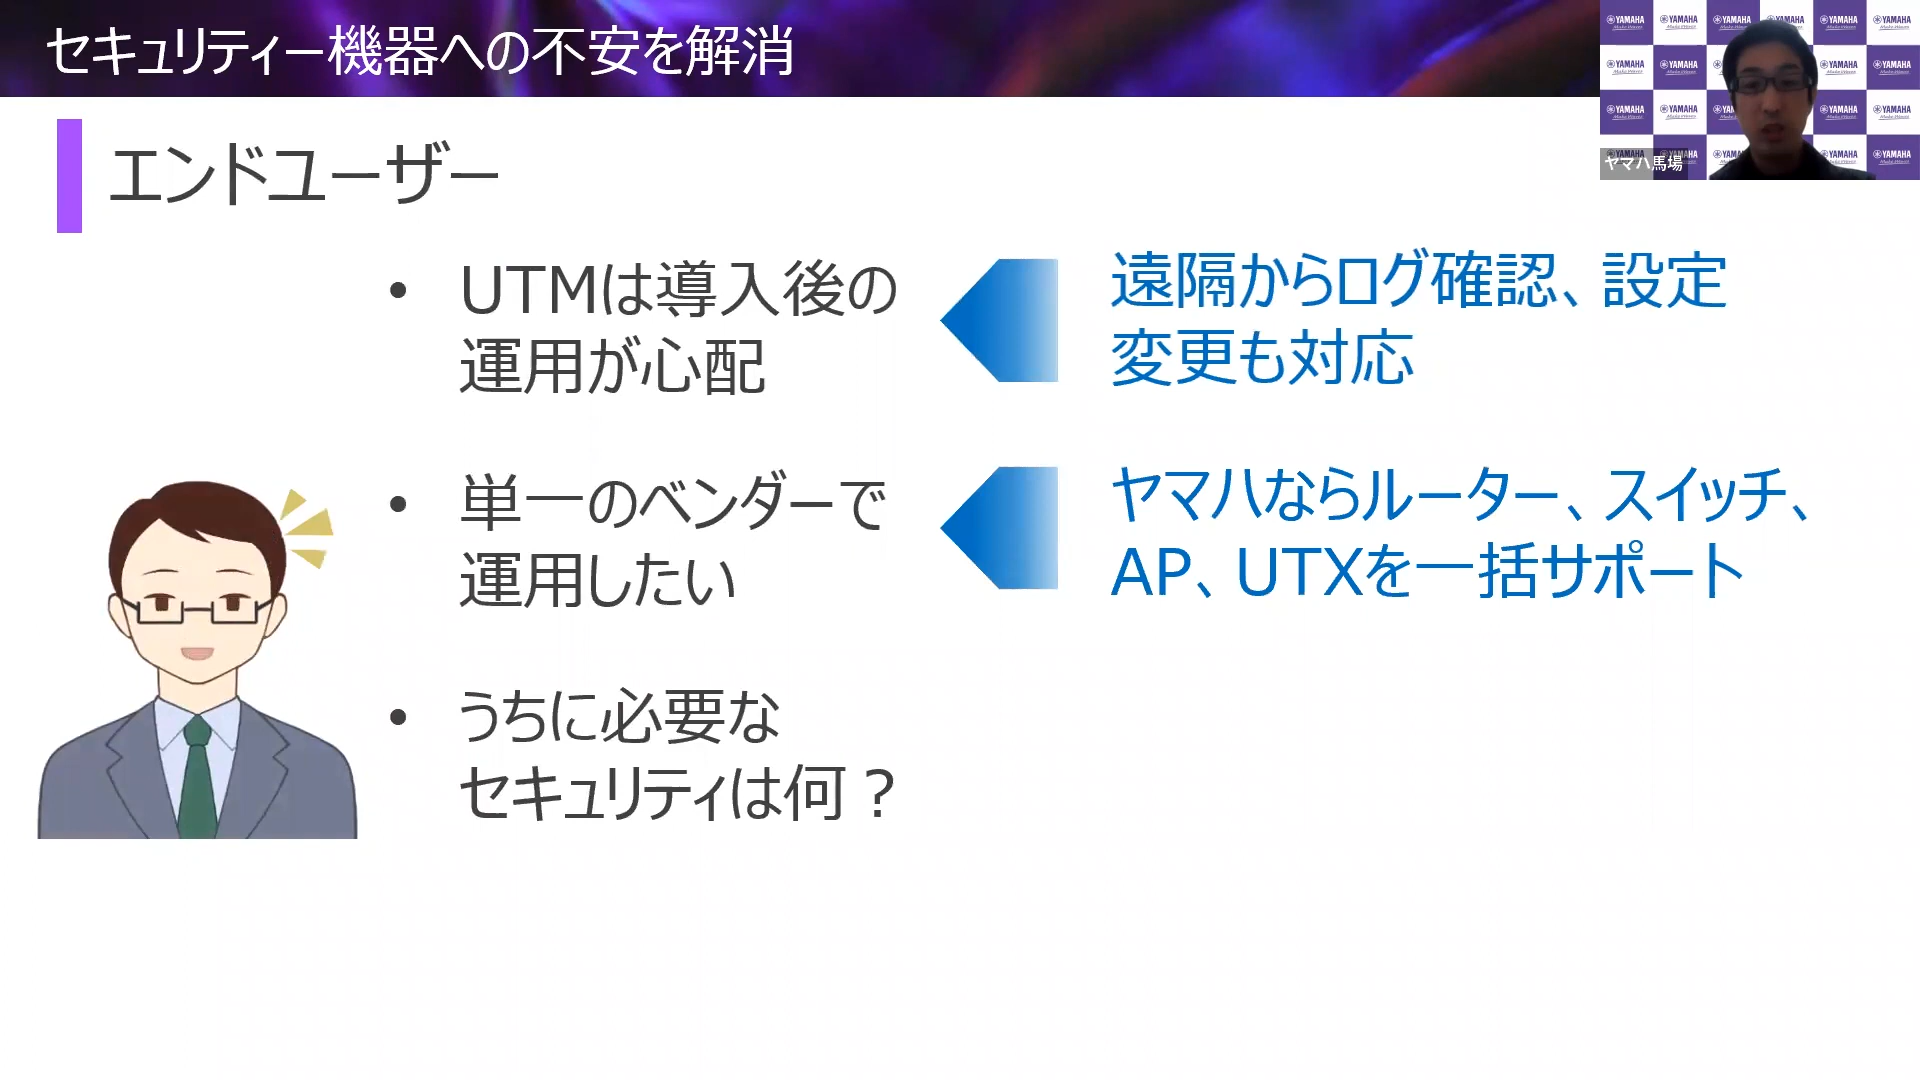 セキュリティー機器への不安を解消
エンドユーザー
• UTMは導入後の
運用が心配
遠隔からログ確認、設定
変更も対応
• 単一のベンダーで
運用したい
ヤマハならルーター、スイッチ、
AP、UTXを一括サポート
• うちに必要な
セキュリティは何？
YAMAHA
Make Waves
ヤマハ馬場